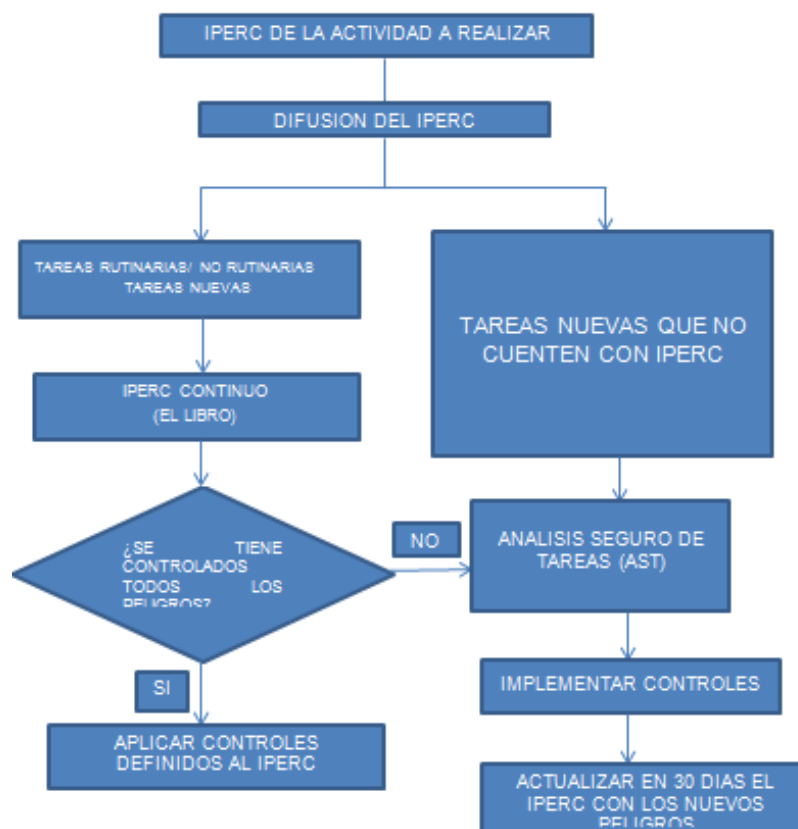 IPERC DE LA ACTIVIDAD A REALIZAR
DIFUSION DEL IPERC
TAREAS RUTINARIAS/ NO RUTINARIAS
TAREAS NUEVAS
TAREAS NUEVAS QUE NO
CUENTEN CON IPERC
IPERC CONTINUO
(EL LIBRO)
¿SE TIENE
CONTROLADOS
TODOS LOS
PELIGROS?
NO
ANALISIS SEGURO DE
TAREAS (AST)
SI
IMPLEMENTAR CONTROLES
APLICAR CONTROLES
DEFINIDOS AL IPERC
ACTUALIZAR EN 30 DIAS EL
IPERC CON LOS NUEVOS
PELIGROS